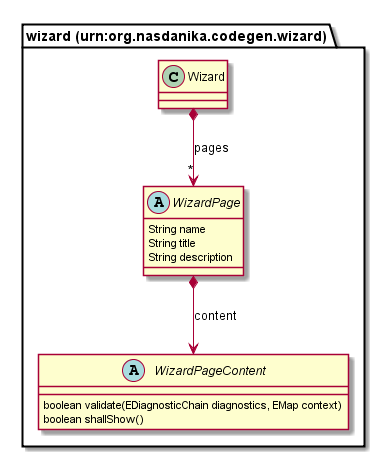 wizard (urn:org.nasdanika.codegen.wizard)
C Wizard
pages
*
A WizardPage
String name
String title
String description
content
A WizardPageContent
boolean validate(EDiagnosticChain diagnostics, EMap context)
boolean shallShow()